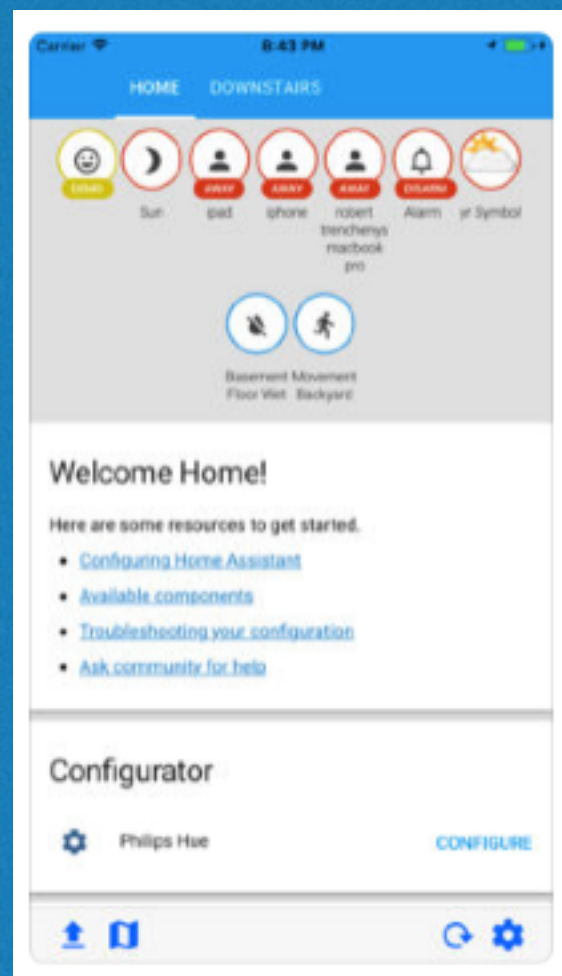 Carrier 8:43 PM
HOME DOWNSTAIRS
DEMO AWAY AWAY AWAY DISARM
Sun ipad iphone robert Alarm yr Symbol
trenchenys
macbook
pro
Basement Movement
Floor Wet Backyard
Welcome Home!
Here are some resources to get started.
• Configuring Home Assistant
• Available components
• Troubleshooting your configuration
• Ask community for help
Configurator
Philips Hue CONFIGURE